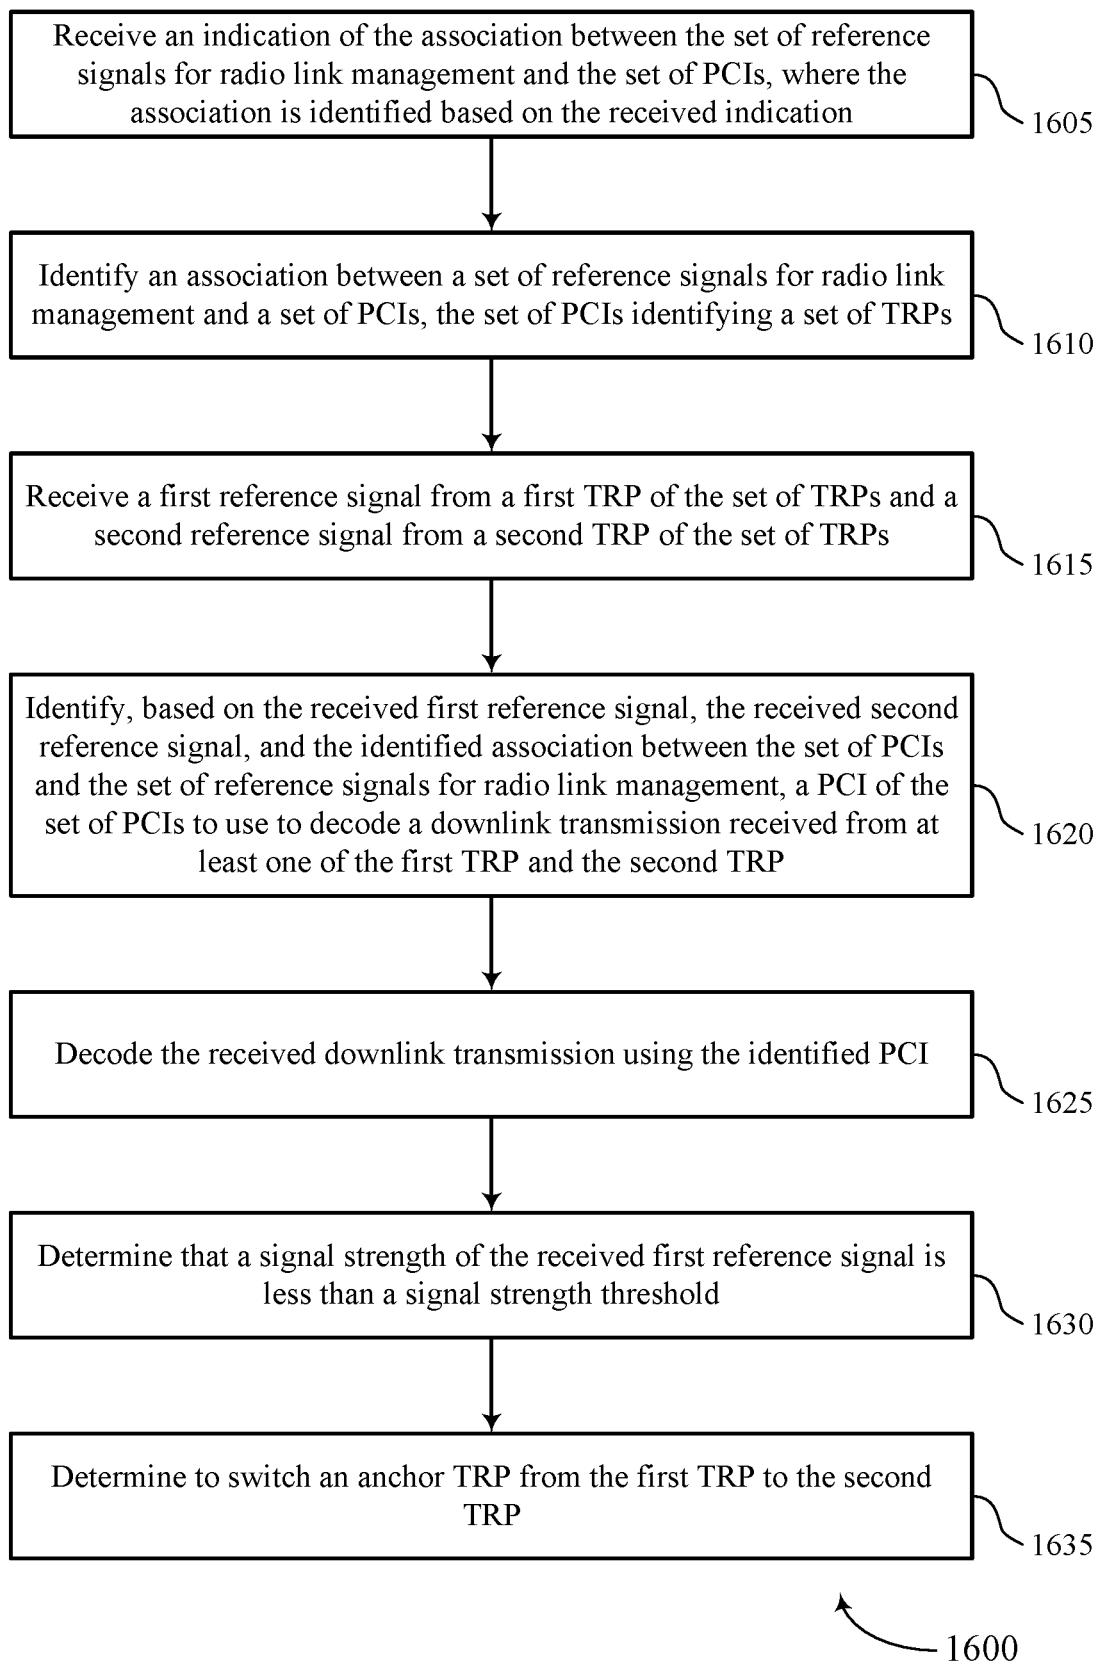 Receive an indication of the association between the set of reference
signals for radio link management and the set of PCIs, where the
association is identified based on the received indication
1605
Identify an association between a set of reference signals for radio link
management and a set of PCIs, the set of PCIs identifying a set of TRPs
1610
Receive a first reference signal from a first TRP of the set of TRPs and a
second reference signal from a second TRP of the set of TRPs
1615
Identify, based on the received first reference signal, the received second
reference signal, and the identified association between the set of PCIs
and the set of reference signals for radio link management, a PCI of the
set of PCIs to use to decode a downlink transmission received from at
least one of the first TRP and the second TRP
1620
Decode the received downlink transmission using the identified PCI
1625
Determine that a signal strength of the received first reference signal is
less than a signal strength threshold
1630
Determine to switch an anchor TRP from the first TRP to the second
TRP
1635
1600